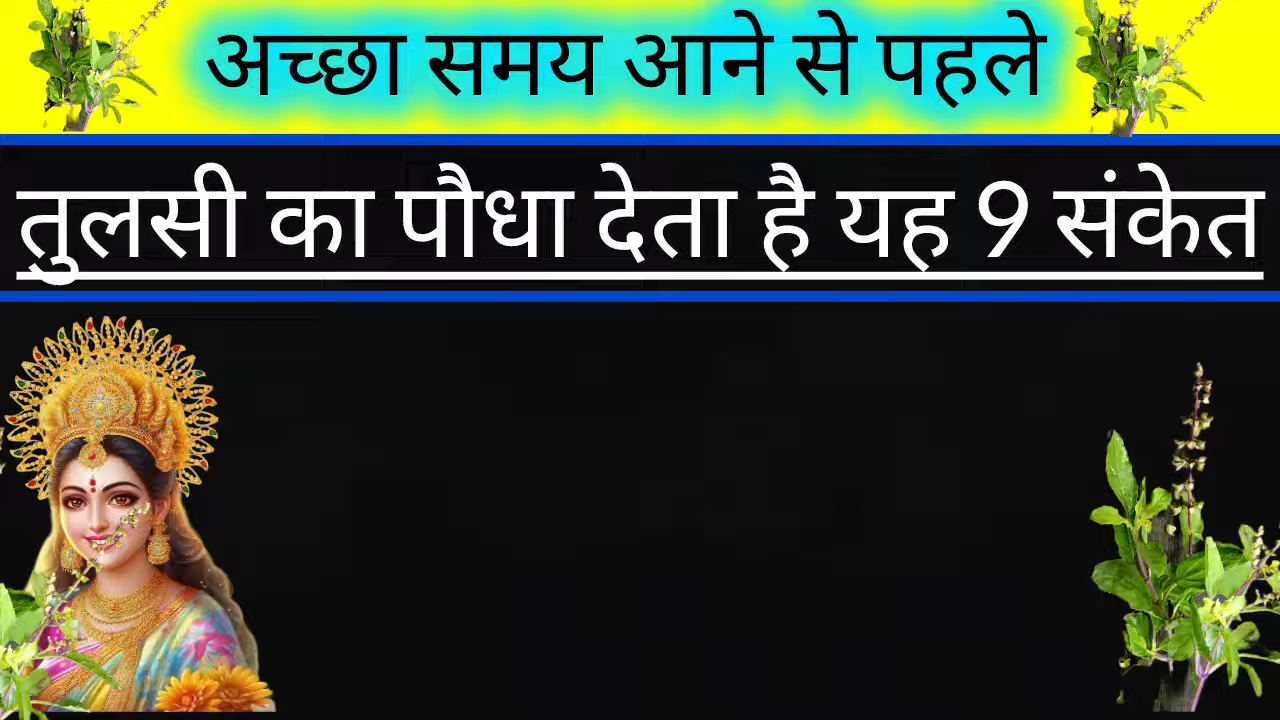 अच्छा समय आने से पहले
तुलसी का पौधा देता है यह 9 संकेत